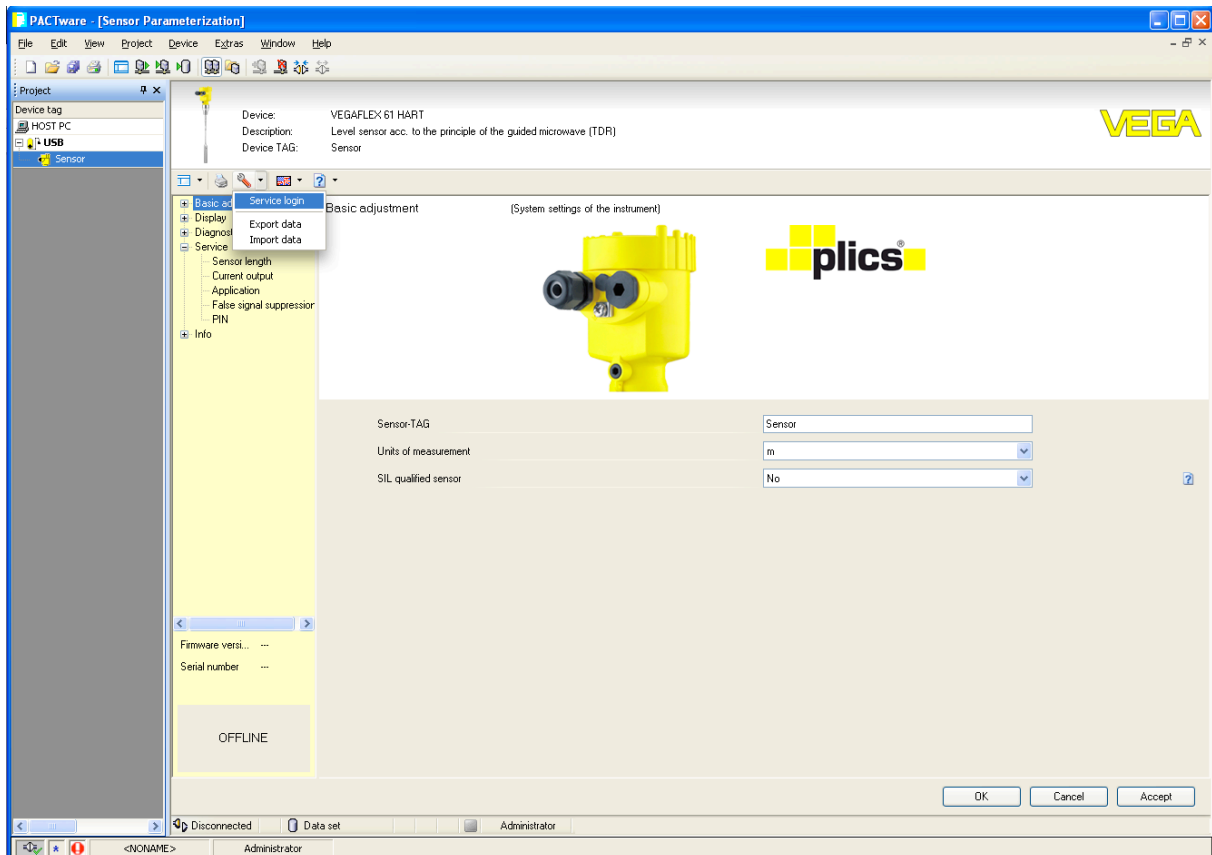 PACTware - [Sensor Parameterization]
File Edit View Project Device Extras Window Help
Project
Device tag
HOST PC
USB
Sensor
Device: VEGAFLEX 61 HART
Description: Level sensor acc. to the principle of the guided microwave (TDR)
Device TAG: Sensor
VEGA
Basic ad
Display
Diagnost
Service
Sensor length
Current output
Application
False signal suppression
PIN
Info
Service login
Export data
Import data
Basic adjustment (System settings of the instrument)
plics®
Sensor-TAG Sensor
Units of measurement m
SIL qualified sensor No
Firmware versi... ---
Serial number ---
OFFLINE
OK Cancel Accept
Disconnected Data set Administrator
<NONAME> Administrator